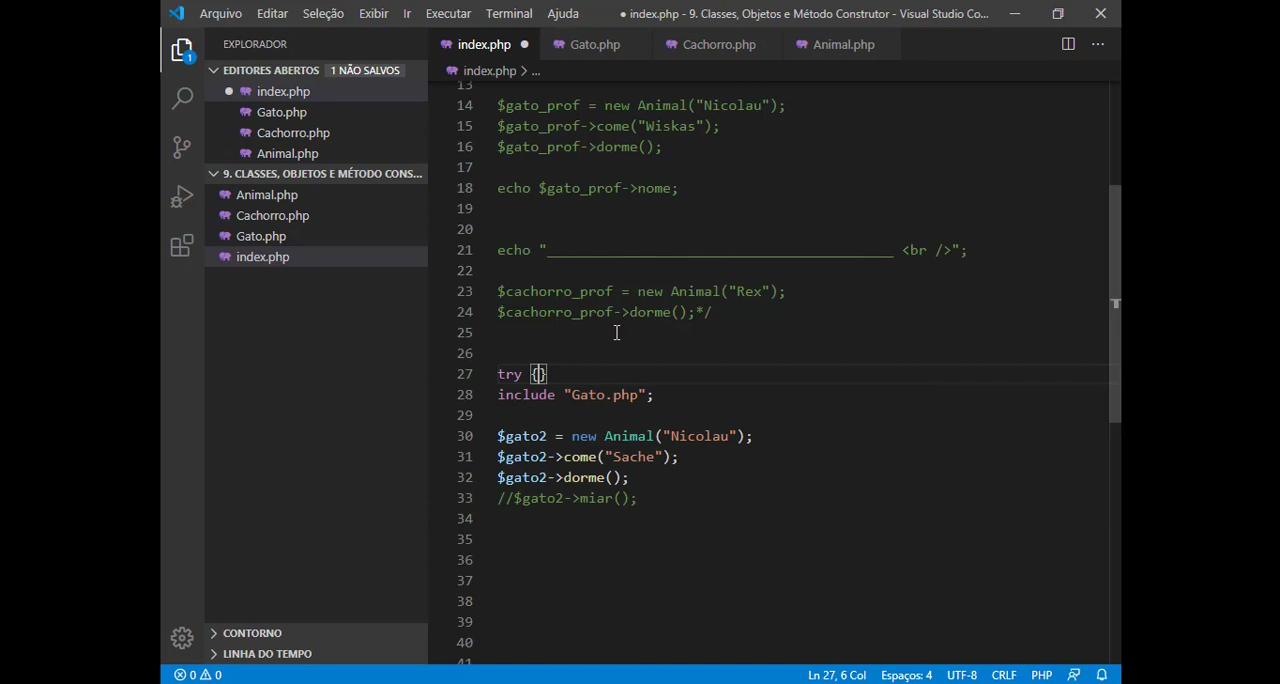 Arquivo Editar Seleção Exibir Ir Executar Terminal Ajuda ● index.php - 9. Classes, Objetos e Método Construtor - Visual Studio Co...
EXPLORADOR
index.php Gato.php Cachorro.php Animal.php
EDITORES ABERTOS 1 NÃO SALVOS
index.php > ...
index.php
Gato.php
Cachorro.php
Animal.php
9. CLASSES, OBJETOS E MÉTODO CONS...
Animal.php
Cachorro.php
Gato.php
index.php
1
13
14 $gato_prof = new Animal("Nicolau");
15 $gato_prof->come("Wiskas");
16 $gato_prof->dorme();
17
18 echo $gato_prof->nome;
19
20
21 echo "__________________________________________ <br />";
22
23 $cachorro_prof = new Animal("Rex");
24 $cachorro_prof->dorme();*/
25
26
27 try {}
28 include "Gato.php";
29
30 $gato2 = new Animal("Nicolau");
31 $gato2->come("Sache");
32 $gato2->dorme();
33 //$gato2->miar();
34
35
36
37
38
39
40
41
CONTORNO
LINHA DO TEMPO
0 0 Ln 27, 6 Col Espaços: 4 UTF-8 CRLF PHP